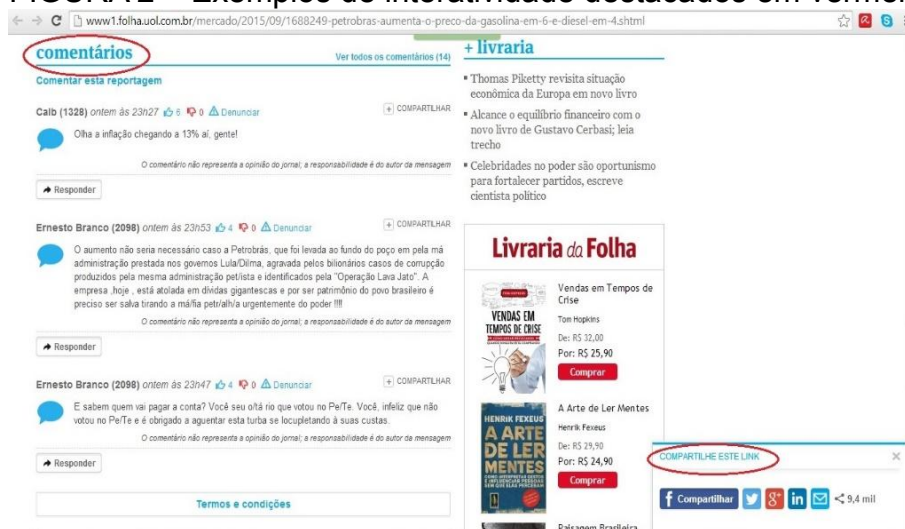 FIGURA 2 – Exemplos de interatividade destacados em vermel
www1.folha.uol.com.br/mercado/2015/09/1688249-petrobras-aumenta-o-preco-da-gasolina-em-6-e-diesel-em-4.shtml
comentários
Ver todos os comentários (14)
Comentar esta reportagem
Calb (1328) ontem às 23h27 6 0 Denunciar
+ COMPARTILHAR
Olha a inflação chegando a 13% aí, gente!
O comentário não representa a opinião do jornal; a responsabilidade é do autor da mensagem
Responder
Ernesto Branco (2098) ontem às 23h53 2 0 Denunciar
+ COMPARTILHAR
O aumento não seria necessário caso a Petrobrás, que foi levada ao fundo do poço em pela má
administração prestada nos governos Lula/Dilma, agravada pelos bilionários casos de corrupção
produzidos pela mesma administração pet/ista e identificados pela "Operação Lava Jato". A
empresa ,hoje , está atolada em dívidas gigantescas e por ser patrimônio do povo brasileiro é
preciso ser salva tirando a má/fia petr/alh/a urgentemente do poder !!!!
O comentário não representa a opinião do jornal; a responsabilidade é do autor da mensagem
Responder
Ernesto Branco (2098) ontem às 23h47 4 0 Denunciar
+ COMPARTILHAR
E sabem quem vai pagar a conta? Você seu o/tá rio que votou no Pe/Te. Você, infeliz que não
votou no Pe/Te e é obrigado a aguentar esta turba se locupletando à suas custas.
O comentário não representa a opinião do jornal; a responsabilidade é do autor da mensagem
Responder
Termos e condições
+ livraria
Thomas Piketty revisita situação
econômica da Europa em novo livro
Alcance o equilíbrio financeiro com o
novo livro de Gustavo Cerbasi; leia
trecho
Celebridades no poder são oportunismo
para fortalecer partidos, escreve
cientista político
Livraria da Folha
VENDAS EM
TEMPOS DE CRISE
Vendas em Tempos de
Crise
Tom Hopkins
De: R$ 32,00
Por: R$ 25,90
Comprar
HENRIK FEXEUS
A ARTE
DE LER
MENTES
A Arte de Ler Mentes
Henrik Fexeus
De: R$ 29,90
Por: R$ 24,90
Comprar
Paisagem Brasileira
COMPARTILHE ESTE LINK
Compartilhar
9,4 mil